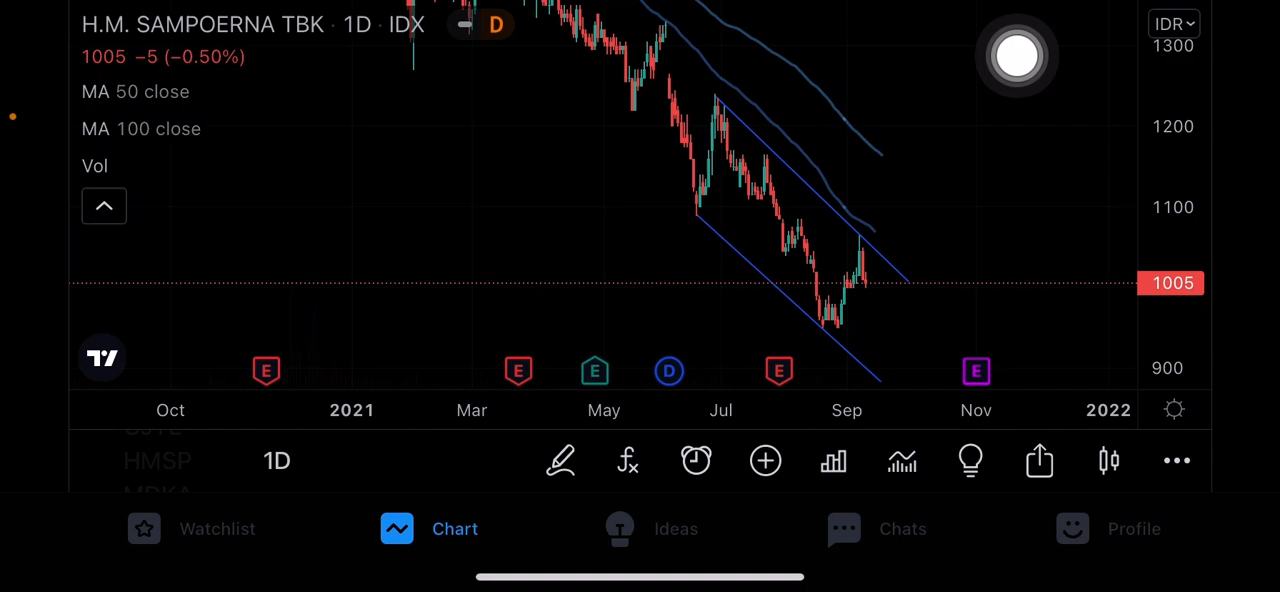 H.M. SAMPOERNA TBK · 1D · IDX D
1005 −5 (−0.50%)
MA 50 close
MA 100 close
Vol
IDR
1300
1200
1100
1005
900
E E E D E E
Oct 2021 Mar May Jul Sep Nov 2022
HMSP 1D
Watchlist Chart Ideas Chats Profile